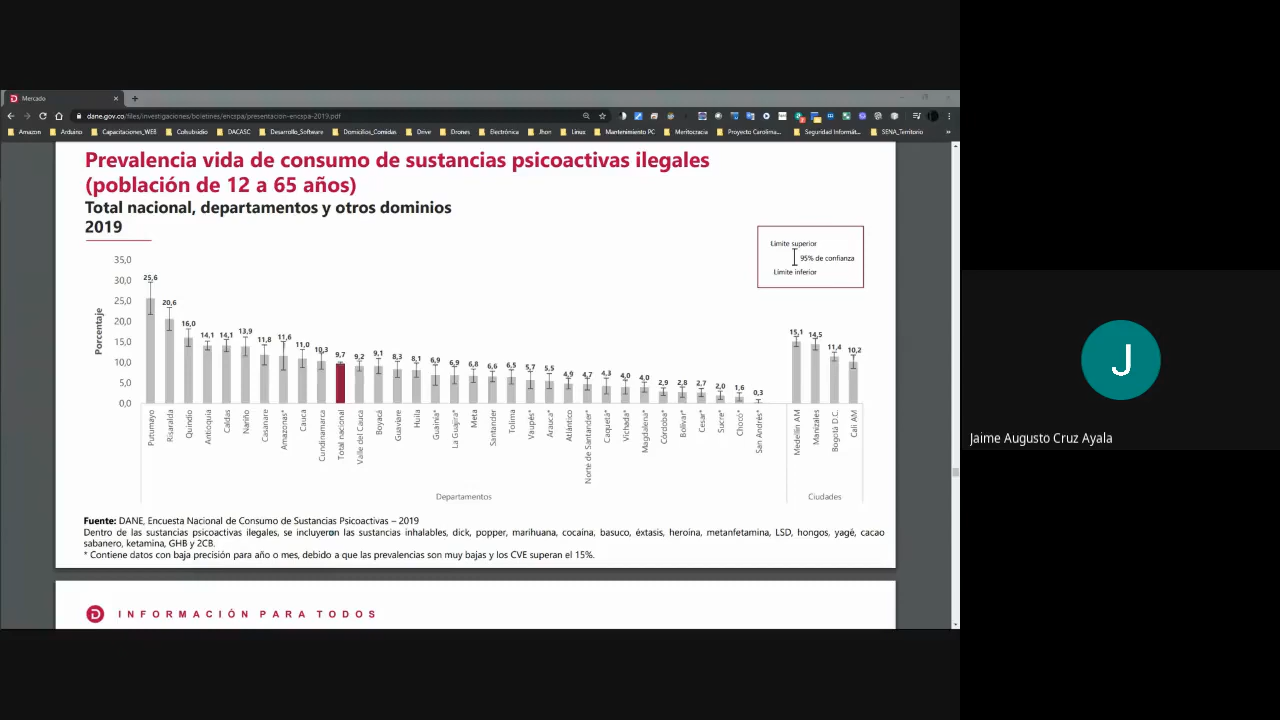 Mercado
dane.gov.co/files/investigaciones/boletines/encspa/presentacion-encspa-2019.pdf
Amazon Arduino Capacitaciones_WEB Colsubsidio DACASC Desarrollo_Software Domicilios_Comidas Drive Drones Electrónica Jhon Linux Mantenimiento PC Meritocracia Proyecto Carolina... Seguridad Informát... SENA_Territorio »
Prevalencia vida de consumo de sustancias psicoactivas ilegales
(población de 12 a 65 años)
Total nacional, departamentos y otros dominios
2019
Límite superior
95% de confianza
Límite inferior
Porcentaje
35,0
30,0
25,0
20,0
15,0
10,0
5,0
0,0
25,6 20,6 16,0 14,1 14,1 13,9 11,8 11,6 11,0 10,3 9,7 9,2 9,1 8,3 8,1 6,9 6,9 6,8 6,6 6,5 5,7 5,5 4,9 4,7 4,3 4,0 4,0 2,9 2,8 2,7 2,0 1,6 0,3 15,1 14,5 11,4 10,2
Putumayo
Risaralda
Quindio
Antioquia
Caldas
Nariño
Casanare
Amazonas*
Cauca
Cundinamarca
Total nacional
Valle del Cauca
Boyacá
Guaviare
Huila
Guainía*
La Guajira*
Meta
Santander
Tolima
Vaupés*
Arauca*
Atlántico
Norte de Santander*
Caquetá*
Vichada*
Magdalena*
Córdoba*
Bolívar*
Cesar*
Sucre*
Chocó*
San Andrés*
Medellín AM
Manizales
Bogotá D.C.
Cali AM
Departamentos
Ciudades
Fuente: DANE, Encuesta Nacional de Consumo de Sustancias Psicoactivas – 2019
Dentro de las sustancias psicoactivas ilegales, se incluyeron las sustancias inhalables, dick, popper, marihuana, cocaína, basuco, éxtasis, heroína, metanfetamina, LSD, hongos, yagé, cacao
sabanero, ketamina, GHB y 2CB.
* Contiene datos con baja precisión para año o mes, debido a que las prevalencias son muy bajas y los CVE superan el 15%.
INFORMACIÓN PARA TODOS
J
Jaime Augusto Cruz Ayala